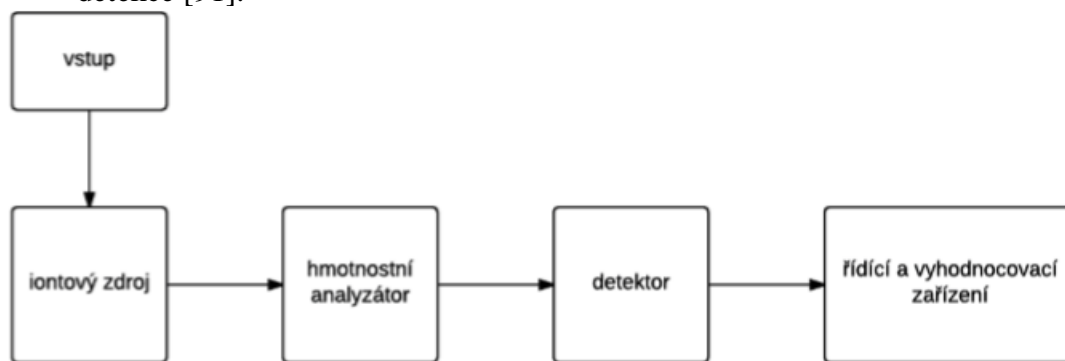 vstup
iontový zdroj
hmotnostní
analyzátor
detektor
řídící a vyhodnocovací
zařízení